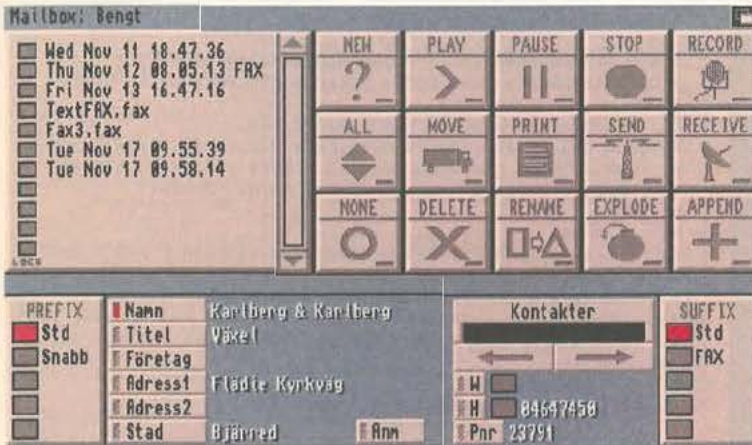 Mailbox: Bengt
Wed Nov 11 18.47.36
Thu Nov 12 08.05.13 FAX
Fri Nov 13 16.47.16
TextFAX.fax
Fax3.fax
Tue Nov 17 09.55.39
Tue Nov 17 09.58.14
LOCK
NEW PLAY PAUSE STOP RECORD
ALL MOVE PRINT SEND RECEIVE
NONE DELETE RENAME EXPLODE APPEND
PREFIX
Std
Snabb
Namn Karlberg & Karlberg
Titel Växel
Företag
Adress1 Flädie Kyrkväg
Adress2
Stad Bjärred Anm
Kontakter
W
H 04647450
Pnr 23791
SUFFIX
Std
FAX